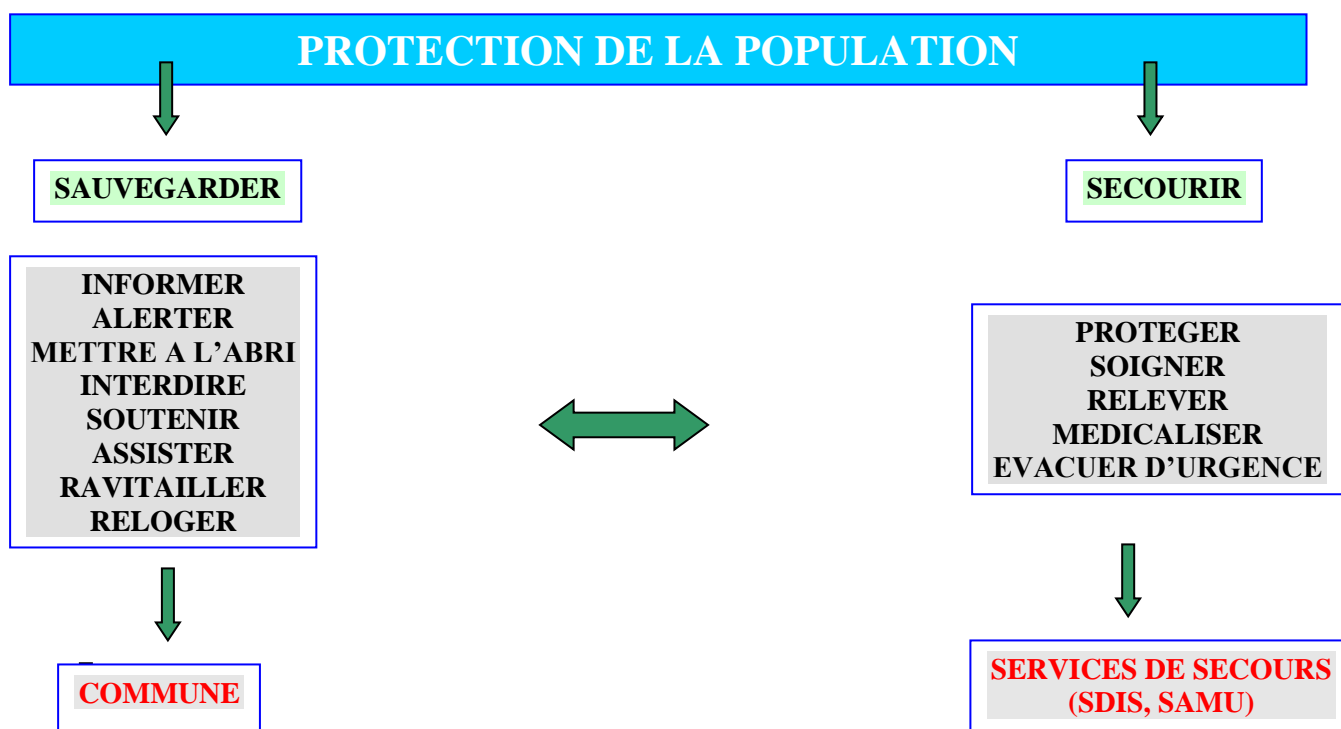 PROTECTION DE LA POPULATION
SAUVEGARDER
SECOURIR
INFORMER
ALERTER
METTRE A L'ABRI
INTERDIRE
SOUTENIR
ASSISTER
RAVITAILLER
RELOGER
PROTEGER
SOIGNER
RELEVER
MEDICALISER
EVACUER D'URGENCE
COMMUNE
SERVICES DE SECOURS
(SDIS, SAMU)